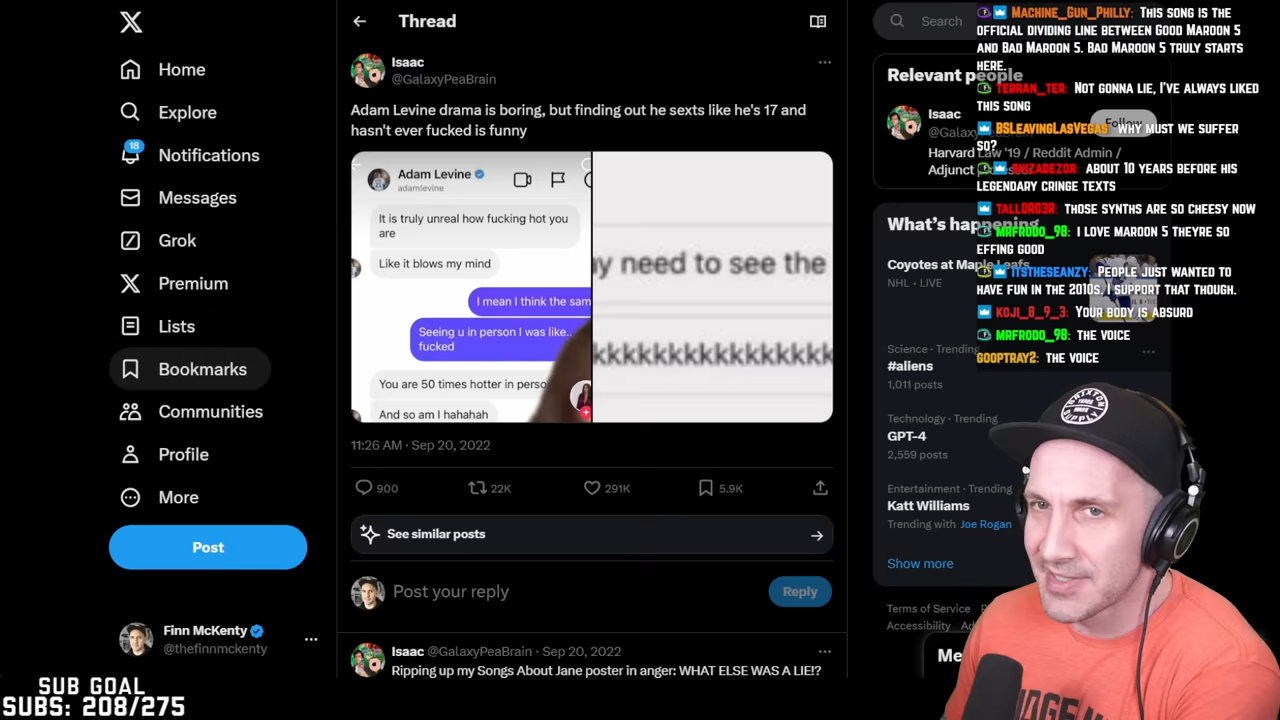 Home
Explore
18
Notifications
Messages
Grok
Premium
Lists
Bookmarks
Communities
Profile
More
Post
Finn McKenty
@thefinnmckenty
SUB GOAL
SUBS: 208/275
Thread
Isaac
@GalaxyPeaBrain
Adam Levine drama is boring, but finding out he sexts like he's 17 and
hasn't ever fucked is funny
Adam Levine
adamlevine
It is truly unreal how fucking hot you
are
Like it blows my mind
I mean I think the sam
Seeing u in person I was like..
fucked
You are 50 times hotter in perso
And so am I hahahah
y need to see the
kkkkkkkkkkkkkkkk
11:26 AM · Sep 20, 2022
900
22K
291K
5.9K
See similar posts
Post your reply
Reply
Isaac @GalaxyPeaBrain · Sep 20, 2022
Ripping up my Songs About Jane poster in anger: WHAT ELSE WAS A LIE!?
Search
Relevant people
Isaac
@Galaxy
Follow
Harvard Law '19 / Reddit Admin /
Adjunct
What's happening
Coyotes at Maple Leafs
NHL · LIVE
Science · Trending
#aliens
1,011 posts
Technology · Trending
GPT-4
2,559 posts
Entertainment · Trending
Katt Williams
Trending with Joe Rogan
Show more
Terms of Service
Accessibility
Me
MACHINE_GUN_PHILLY: THIS SONG IS THE
OFFICIAL DIVIDING LINE BETWEEN GOOD MAROON 5
AND BAD MAROON 5. BAD MAROON 5 TRULY STARTS
HERE.
TERRAN_TER: NOT GONNA LIE, I'VE ALWAYS LIKED
THIS SONG
BSLEAVINGLASVEGAS: WHY MUST WE SUFFER
SO?
ABOUT 10 YEARS BEFORE HIS
LEGENDARY CRINGE TEXTS
TALLORD3R: THOSE SYNTHS ARE SO CHEESY NOW
MRFRODO_98: I LOVE MAROON 5 THEYRE SO
EFFING GOOD
ITSTHESEANZY: PEOPLE JUST WANTED TO
HAVE FUN IN THE 2010S. I SUPPORT THAT THOUGH.
KOJI_8_9_3: YOUR BODY IS ABSURD
MRFRODO_98: THE VOICE
GOOPTRAY2: THE VOICE
BRIXTON
SUPPLY